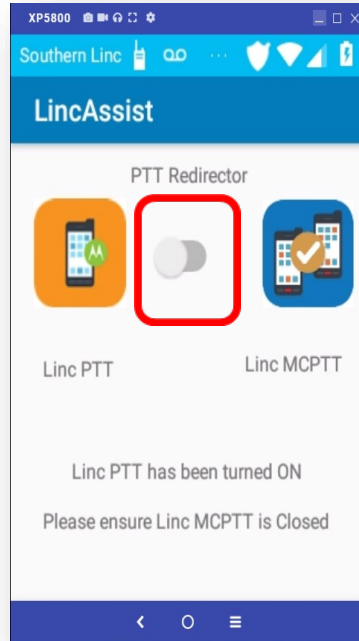 XP5800
Southern Linc
LincAssist
PTT Redirector
Linc PTT
Linc MCPTT
Linc PTT has been turned ON
Please ensure Linc MCPTT is Closed